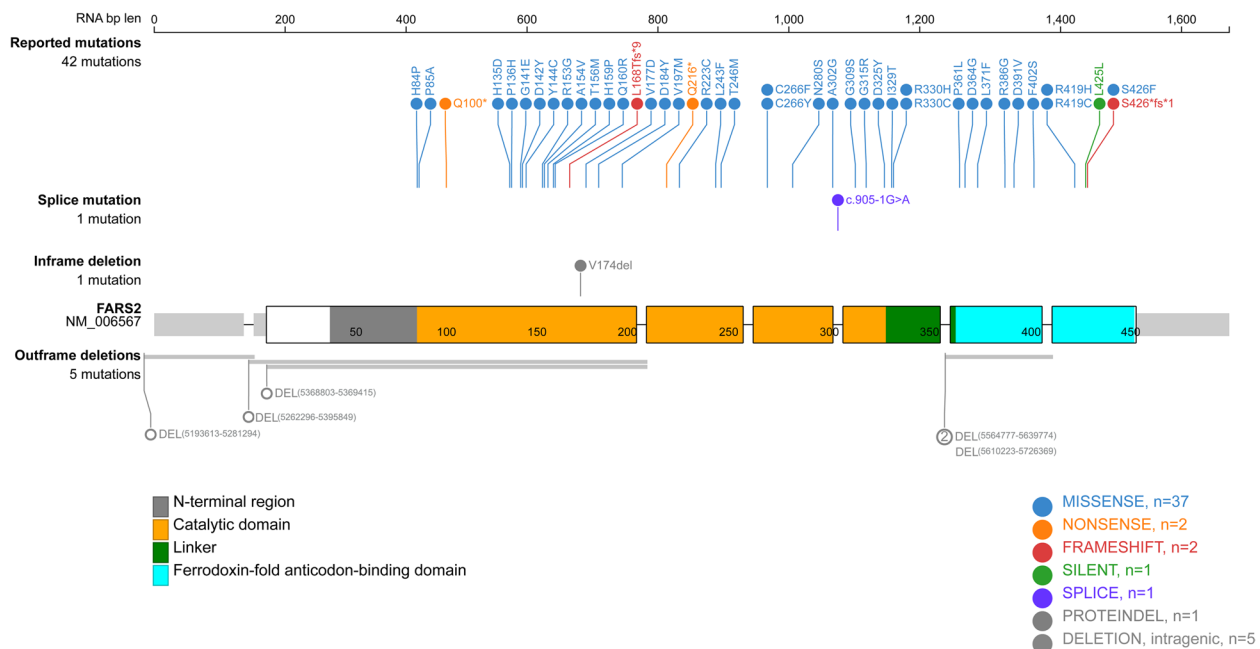 RNA bp len
0 200 400 600 800 1,000 1,200 1,400 1,600
Reported mutations
42 mutations
H84P
P85A
Q100*
H135D
P136H
G141E
D142Y
Y144C
R153G
A154V
T156M
H159P
Q160R
L168Tfs*9
V177D
D184Y
V197M
Q216*
R223C
L243F
T246M
C266F
C266Y
N280S
A302G
G309S
G315R
D325Y
I329T
R330H
R330C
P361L
D364G
L371F
R386G
D391V
F402S
R419H
R419C
L425L
S426F
S426*fs*1
Splice mutation
1 mutation
c.905-1G>A
Inframe deletion
1 mutation
V174del
FARS2
NM_006567
50 100 150 200 250 300 350 400 450
Outframe deletions
5 mutations
DEL(5368803-5369415)
DEL(5262296-5395849)
DEL(5193613-5281294)
2 DEL(5564777-5639774)
DEL(5610223-5726369)
N-terminal region
Catalytic domain
Linker
Ferrodoxin-fold anticodon-binding domain
MISSENSE, n=37
NONSENSE, n=2
FRAMESHIFT, n=2
SILENT, n=1
SPLICE, n=1
PROTEINDEL, n=1
DELETION, intragenic, n=5